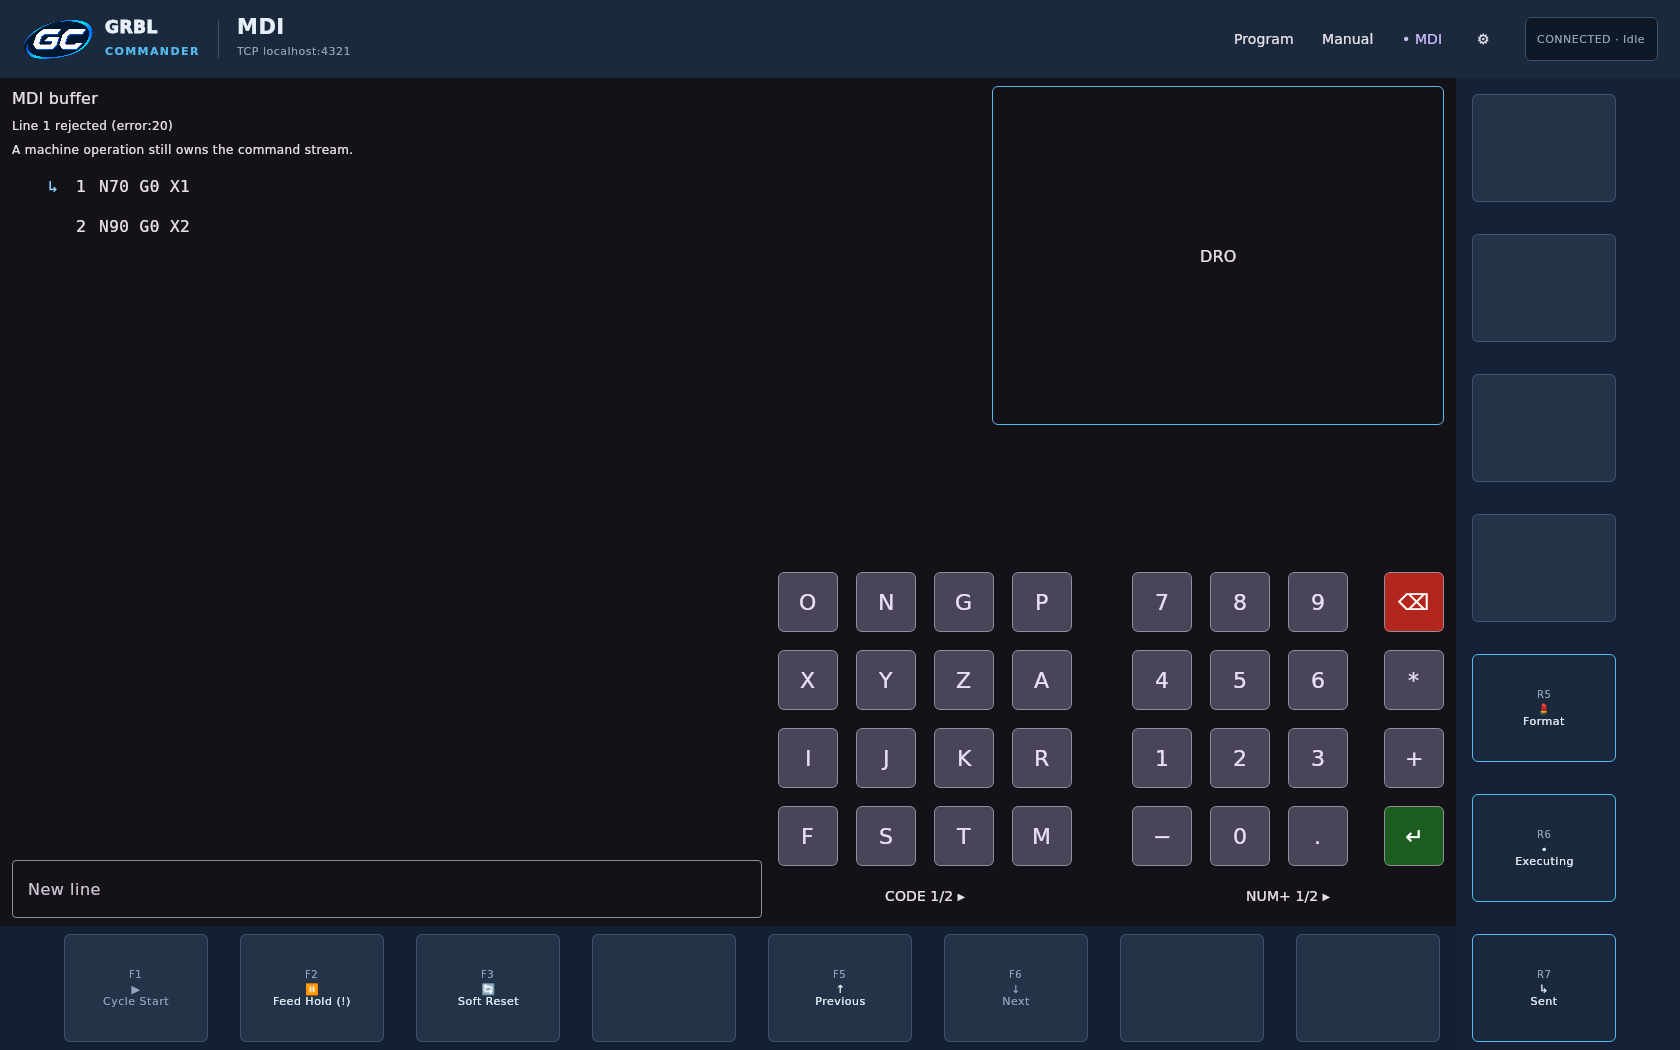 GC GRBL COMMANDER
MDI
TCP localhost:4321
Program Manual • MDI ⚙ CONNECTED · Idle
MDI buffer
Line 1 rejected (error:20)
A machine operation still owns the command stream.
↳ 1 N70 G0 X1
2 N90 G0 X2
DRO
O N G P 7 8 9 ⌫
X Y Z A 4 5 6 *
I J K R 1 2 3 +
F S T M − 0 . ↵
New line
CODE 1/2 ▸ NUM+ 1/2 ▸
R5
Format
R6
•
Executing
R7
↳
Sent
F1
▶
Cycle Start
F2
⏸
Feed Hold (!)
F3
🔄
Soft Reset
F5
↑
Previous
F6
↓
Next